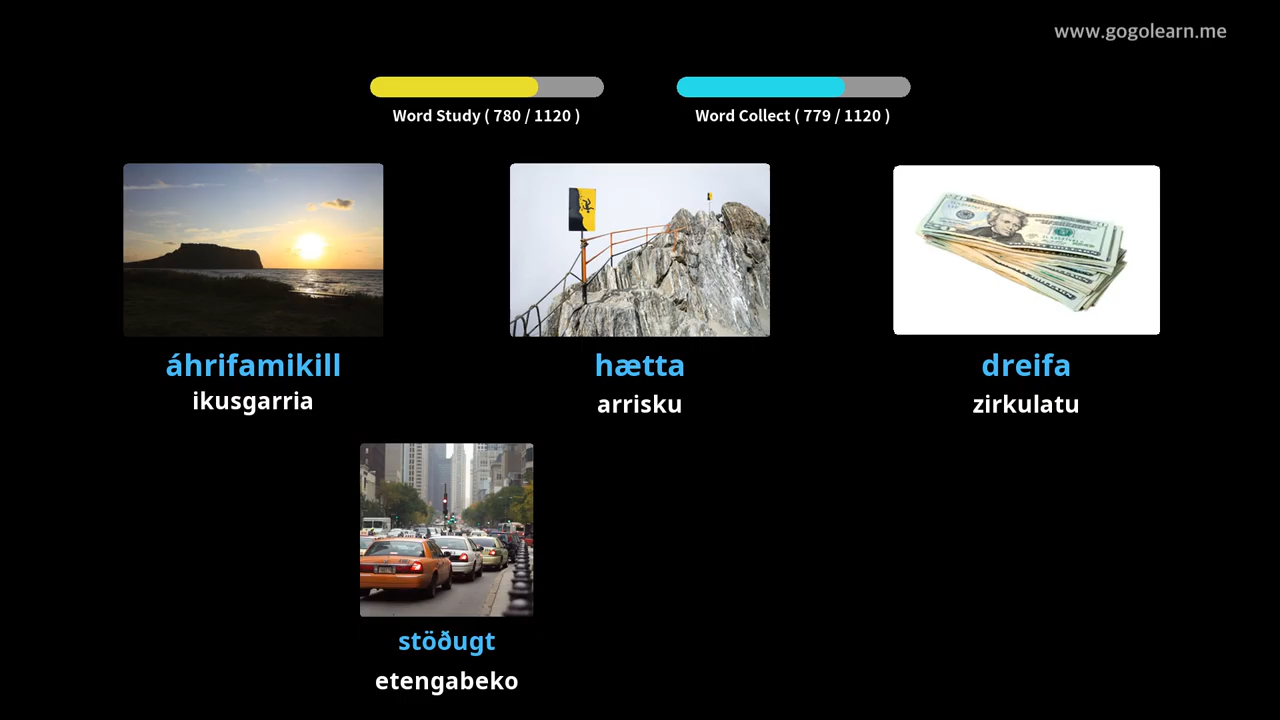 www.gogolearn.me
Word Study ( 780 / 1120 )
Word Collect ( 779 / 1120 )
áhrifamikill
ikusgarria
hætta
arrisku
dreifa
zirkulatu
stöðugt
etengabeko